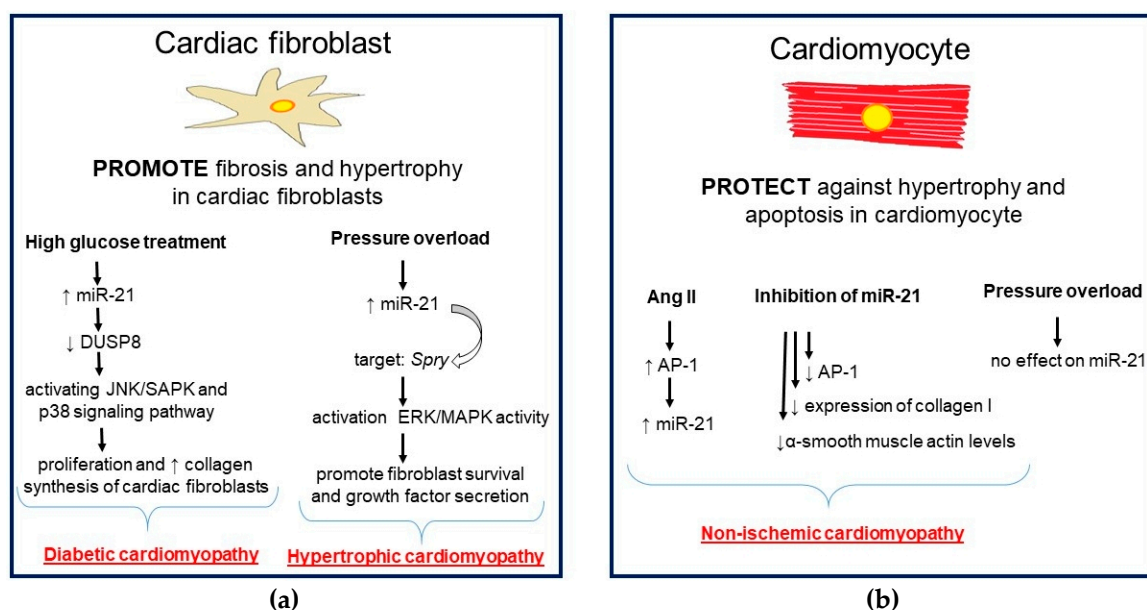 Cardiac fibroblast
PROMOTE fibrosis and hypertrophy
in cardiac fibroblasts
High glucose treatment
↑ miR-21
↓ DUSP8
activating JNK/SAPK and
p38 signaling pathway
proliferation and ↑ collagen
synthesis of cardiac fibroblasts
Diabetic cardiomyopathy
Pressure overload
↑ miR-21
target: Spry
activation ERK/MAPK activity
promote fibroblast survival
and growth factor secretion
Hypertrophic cardiomyopathy
(a)
Cardiomyocyte
PROTECT against hypertrophy and
apoptosis in cardiomyocyte
Ang II
↑ AP-1
↑ miR-21
Inhibition of miR-21
↓ AP-1
↓ expression of collagen I
↓α-smooth muscle actin levels
Pressure overload
no effect on miR-21
Non-ischemic cardiomyopathy
(b)